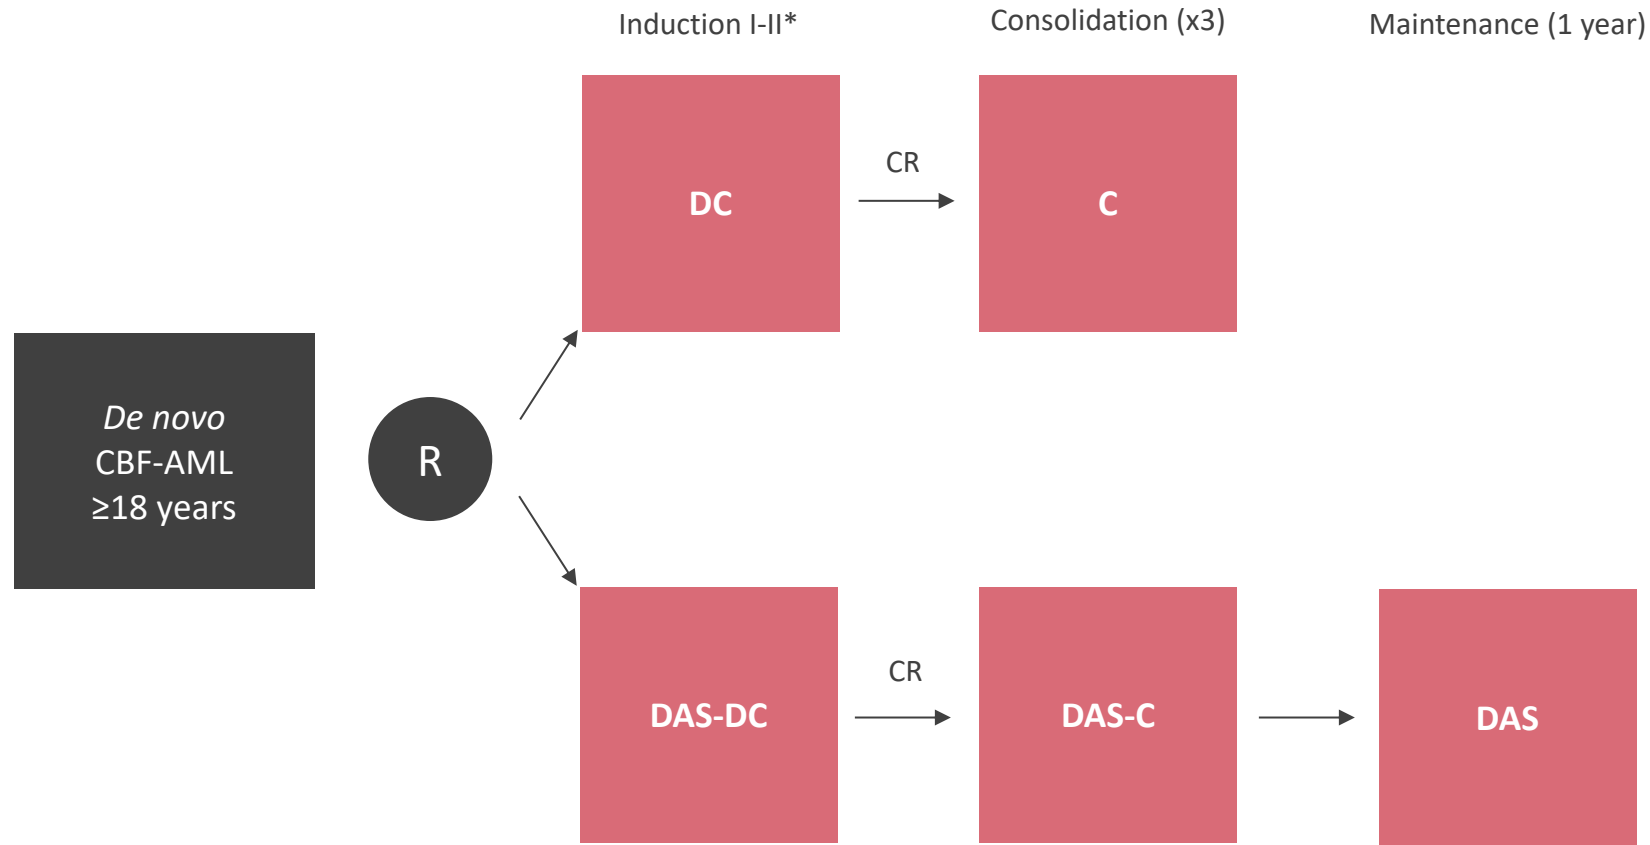 Induction I-II*
Consolidation (x3)
Maintenance (1 year)
DC
CR
C
De novo
CBF-AML
≥18 years
R
DAS-DC
CR
DAS-C
DAS